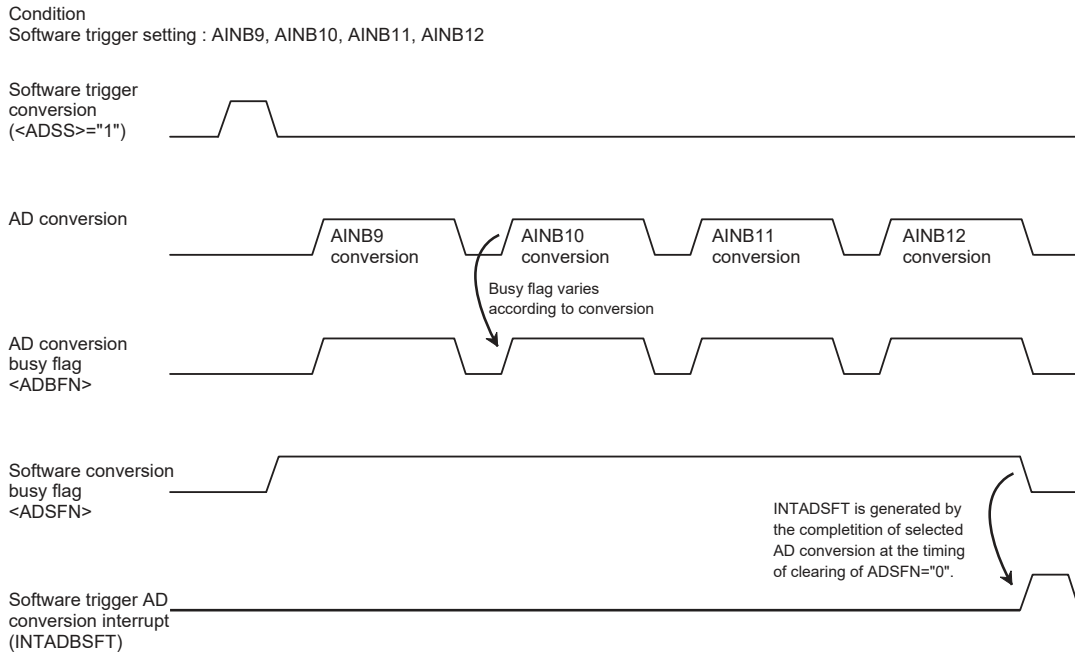 Condition
Software trigger setting : AINB9, AINB10, AINB11, AINB12
Software trigger
conversion
(<ADSS>="1")
AD conversion
AINB9
conversion
AINB10
conversion
AINB11
conversion
AINB12
conversion
Busy flag varies
according to conversion
AD conversion
busy flag
<ADBFN>
Software conversion
busy flag
<ADSFN>
INTADSFT is generated by
the completition of selected
AD conversion at the timing
of clearing of ADSFN="0".
Software trigger AD
conversion interrupt
(INTADBSFT)